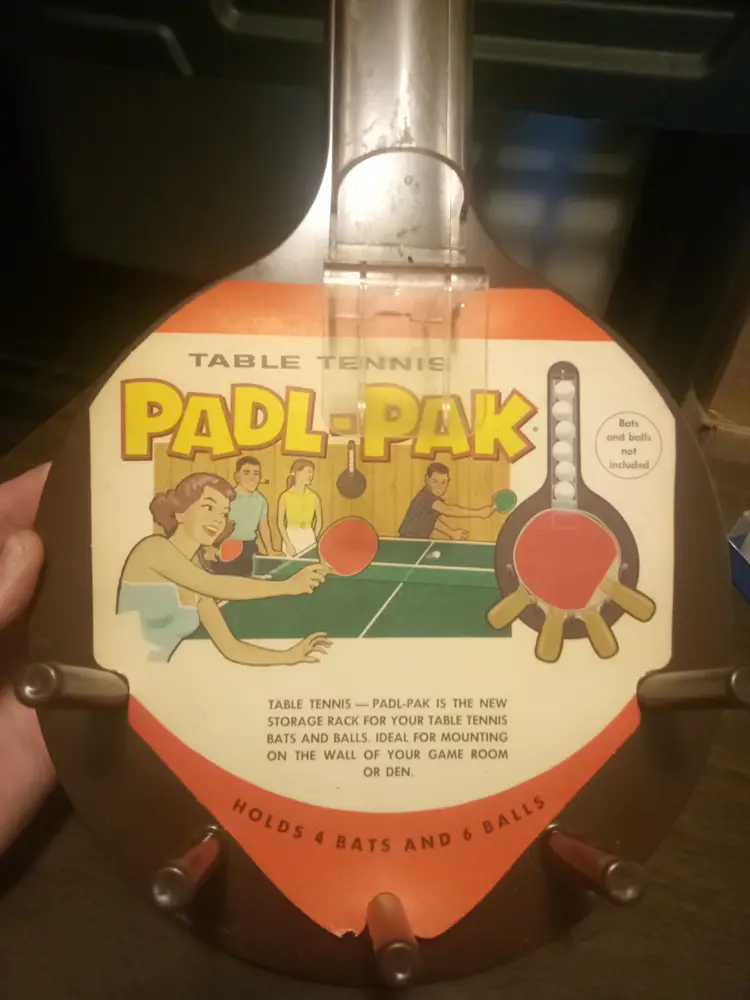 TABLE TENNIS
PADL-PAK
Bats
and balls
not
included
TABLE TENNIS — PADL-PAK IS THE NEW
STORAGE RACK FOR YOUR TABLE TENNIS
BATS AND BALLS. IDEAL FOR MOUNTING
ON THE WALL OF YOUR GAME ROOM
OR DEN.
HOLDS 4 BATS AND 6 BALLS